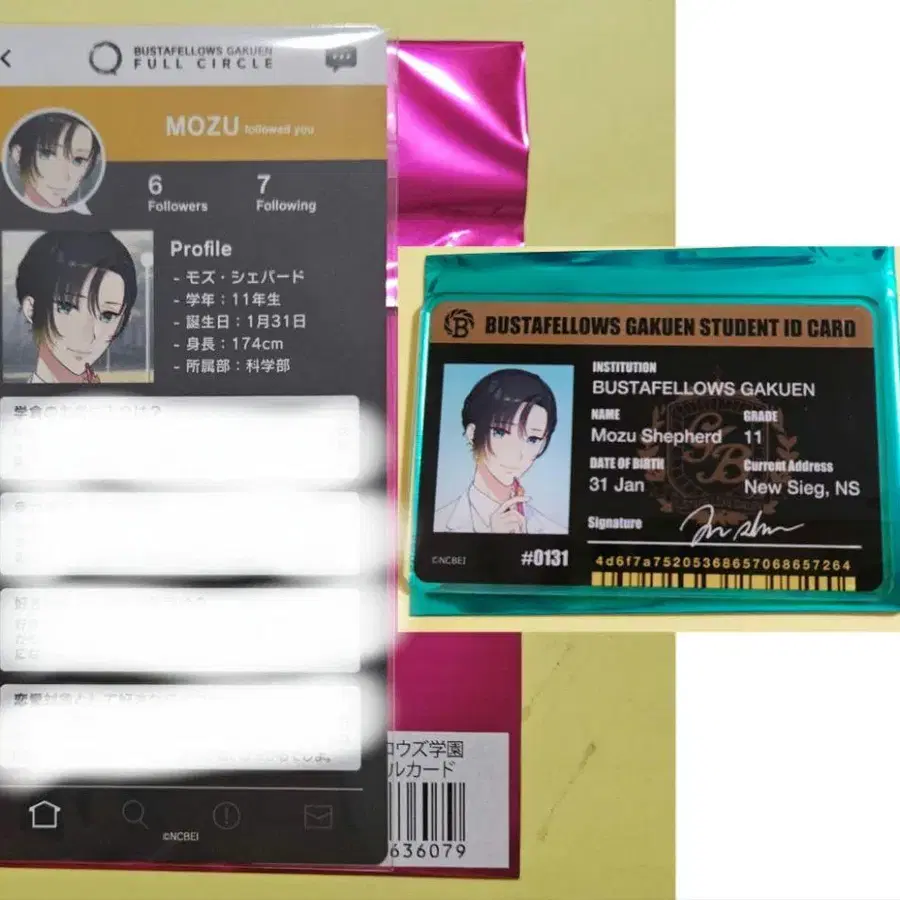 BUSTAFELLOWS GAKUEN
FULL CIRCLE
MOZU followed you
6
Followers
7
Following
Profile
- モズ・シェパード
- 学年：11年生
- 誕生日：1月31日
- 身長：174cm
- 所属部：科学部
©NCBEI
ロウズ学園
ルカード
636079
B BUSTAFELLOWS GAKUEN STUDENT ID CARD
INSTITUTION
BUSTAFELLOWS GAKUEN
NAME
Mozu Shepherd
GRADE
11
DATE OF BIRTH
31 Jan
Current Address
New Sieg, NS
Signature
©NCBEI
#0131
4d6f7a75205368657068657264